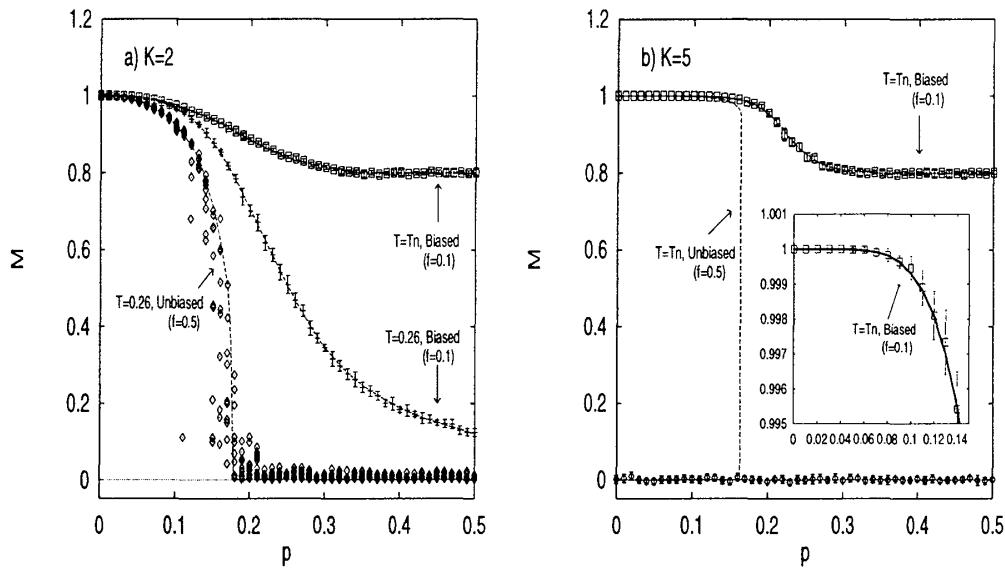 a) K=2
1.2
1
0.8
0.6
0.4
0.2
0
M
T=Tn, Biased
(f=0.1)
T=0.26, Unbiased
(f=0.5)
T=0.26, Biased
(f=0.1)
0 0.1 0.2 0.3 0.4 0.5
p
b) K=5
1.2
1
0.8
0.6
0.4
0.2
0
M
T=Tn, Biased
(f=0.1)
T=Tn, Unbiased
(f=0.5)
1.001
1
0.999
0.998
0.997
0.996
0.995
T=Tn, Biased
(f=0.1)
0 0.02 0.04 0.06 0.08 0.1 0.12 0.14
0 0.1 0.2 0.3 0.4 0.5
p